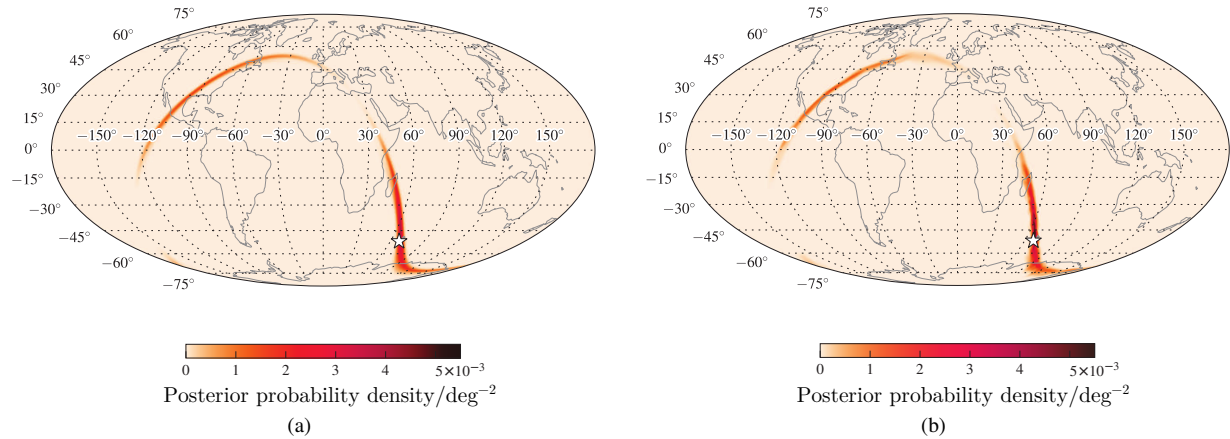 75° 75°
60° 60°
45° 45°
30° 30°
15° 15°
0° −150° −120° −90° −60° −30° 0° 30° 60° 90° 120° 150° 0° −150° −120° −90° −60° −30° 0° 30° 60° 90° 120° 150°
−15° −15°
−30° −30°
−45° −45°
−60° −60°
−75° −75°
0 1 2 3 4 5×10⁻³ 0 1 2 3 4 5×10⁻³
Posterior probability density/deg⁻² Posterior probability density/deg⁻²
(a) (b)